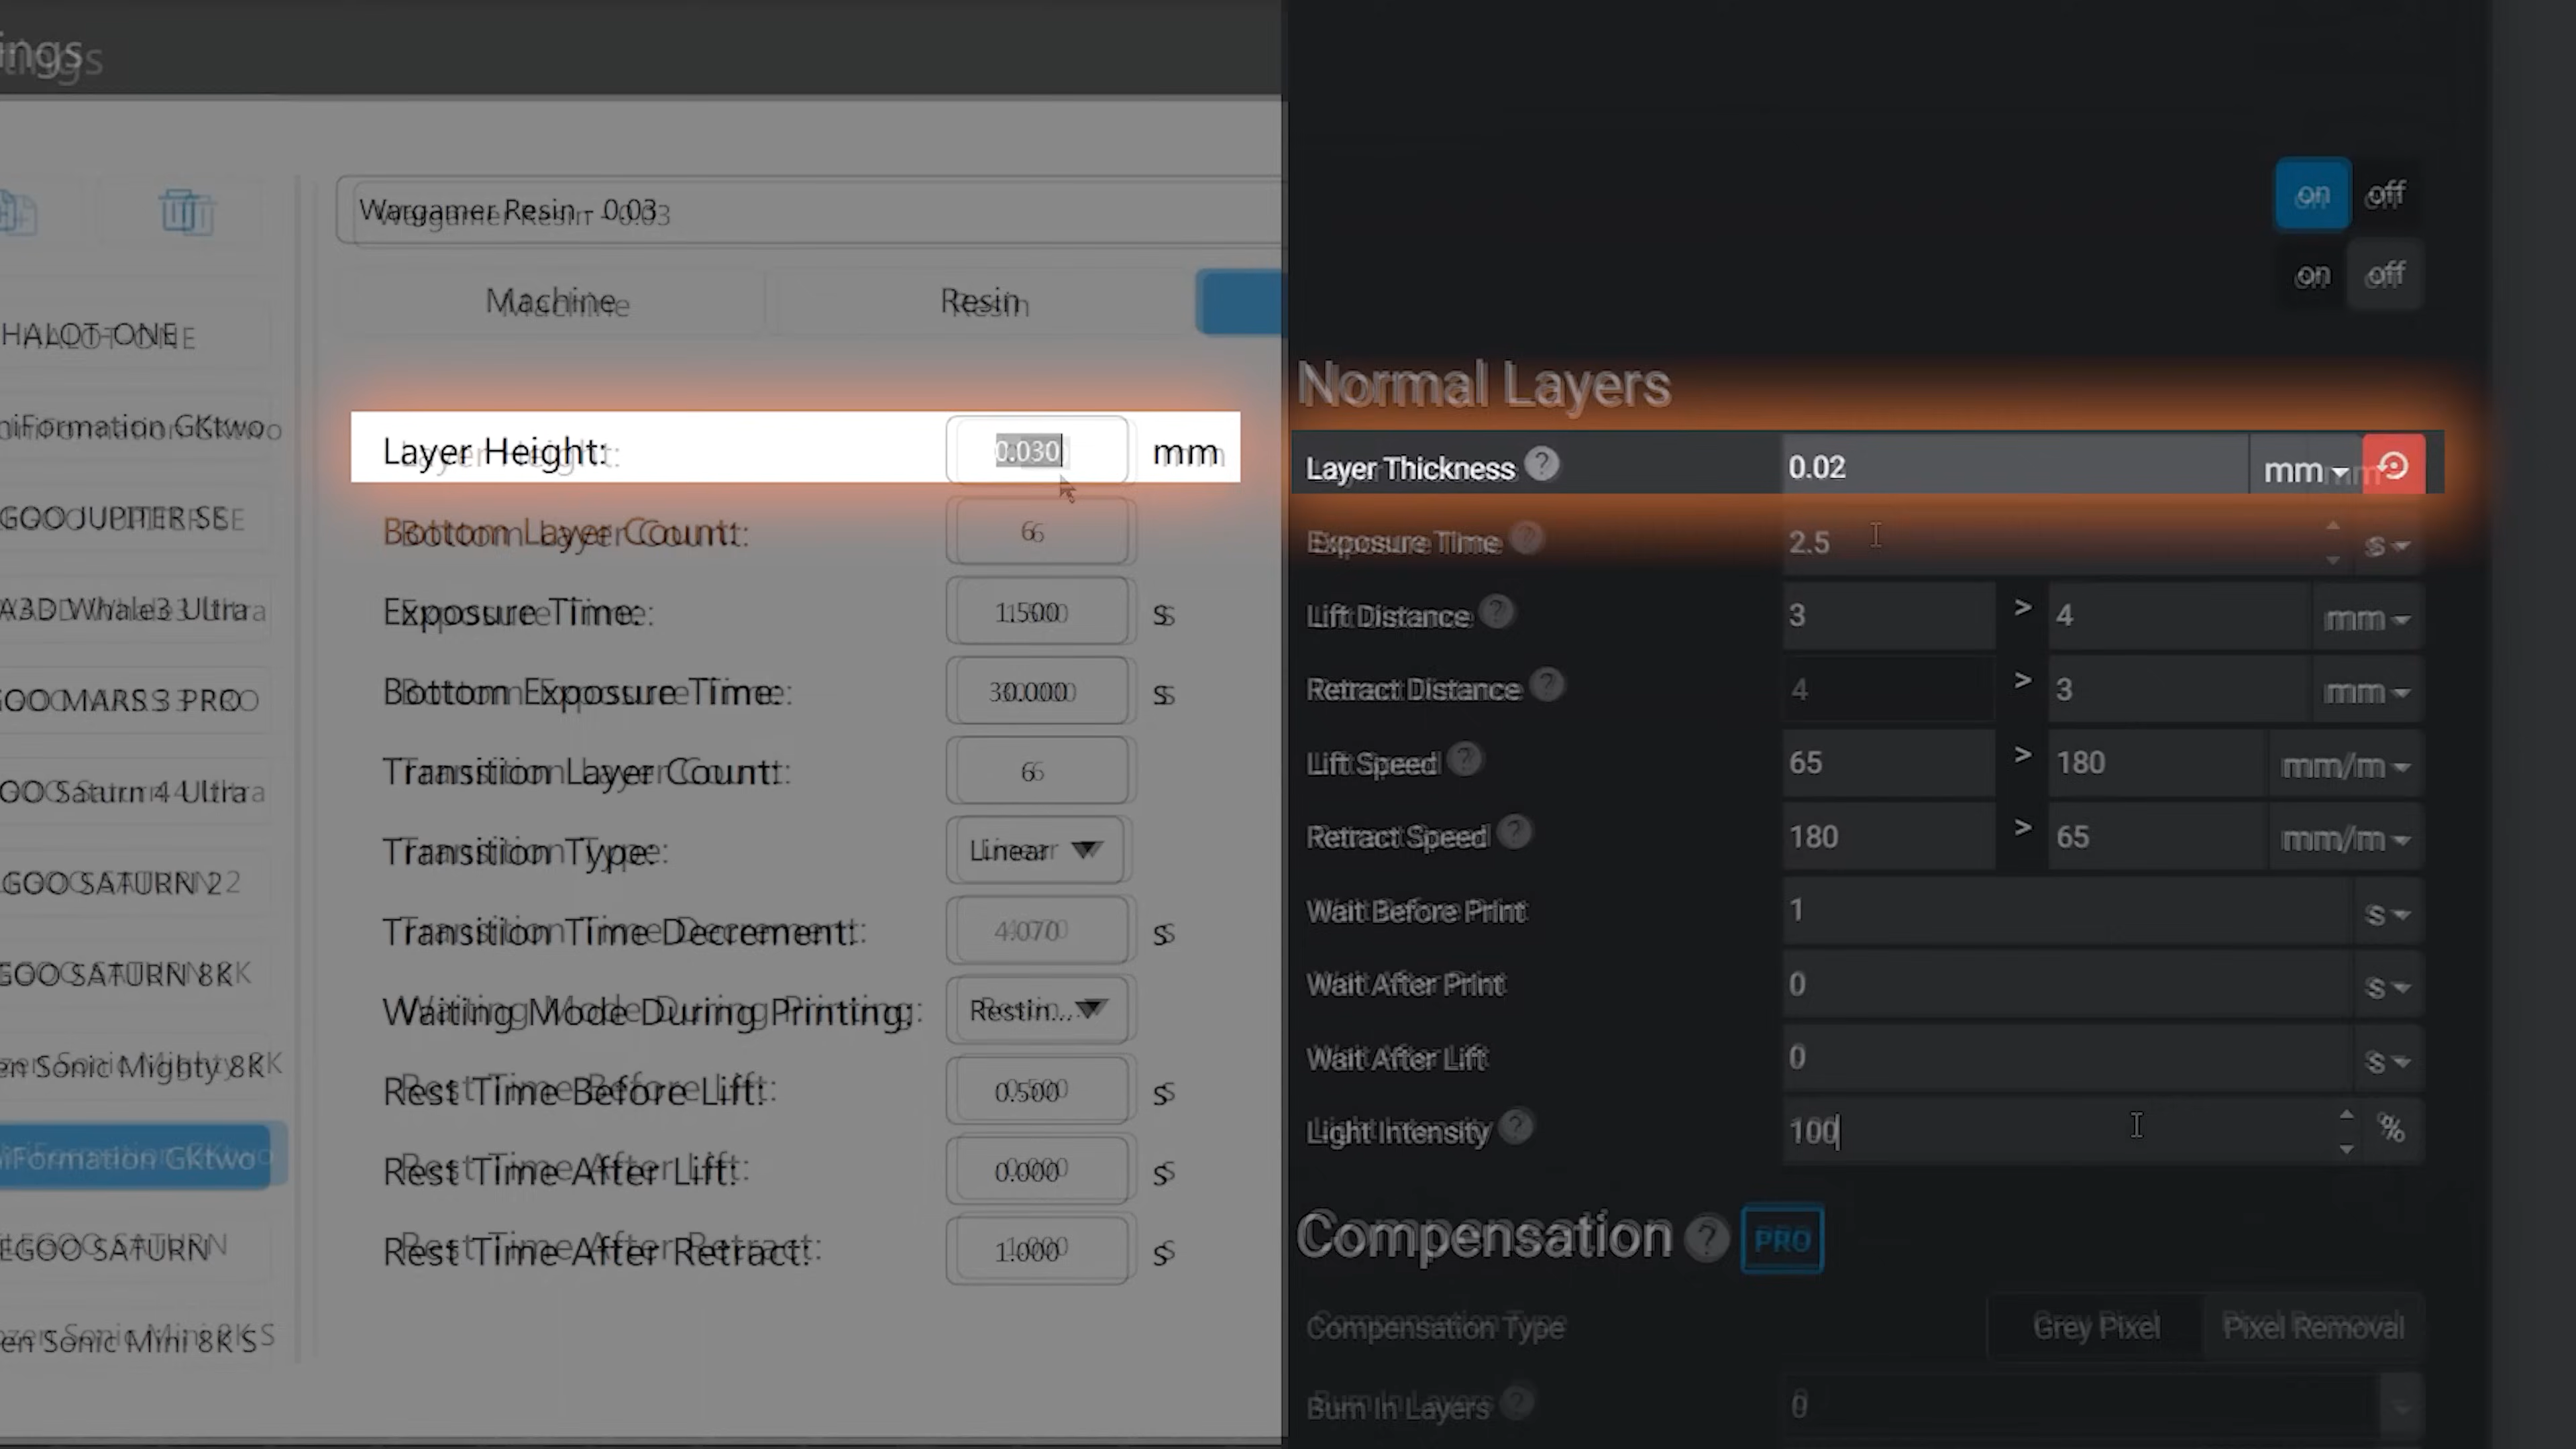 ings
Wargamer Resin - 0.03
Machine
Resin
HALOT-ONE
niFormation GKtwo
GOO JUPITER SE
A3D Whale3 Ultra
GOO MARS 3 PRO
GOO Saturn 4 Ultra
GOO SATURN 2
GOO SATURN 8K
en Sonic Mighty 8K
iFormation GKtwo
EGOO SATURN
en Sonic Mini 8K S
Layer Height: 0.030 mm
Bottom Layer Count: 6
Exposure Time: 1.500 s
Bottom Exposure Time: 30.000 s
Transition Layer Count: 6
Transition Type: Linear
Transition Time Decrement: 4.070 s
Waiting Mode During Printing: Restin...
Rest Time Before Lift: 0.500 s
Rest Time After Lift: 0.000 s
Rest Time After Retract: 1.000 s
on off
on off
Normal Layers
Layer Thickness ? 0.02 mm
Exposure Time ? 2.5 s
Lift Distance ? 3 > 4 mm
Retract Distance ? 4 > 3 mm
Lift Speed ? 65 > 180 mm/m
Retract Speed ? 180 > 65 mm/m
Wait Before Print 1 s
Wait After Print 0 s
Wait After Lift 0 s
Light Intensity ? 100 %
Compensation ? PRO
Compensation Type Grey Pixel Pixel Removal
Burn In Layers ? 0